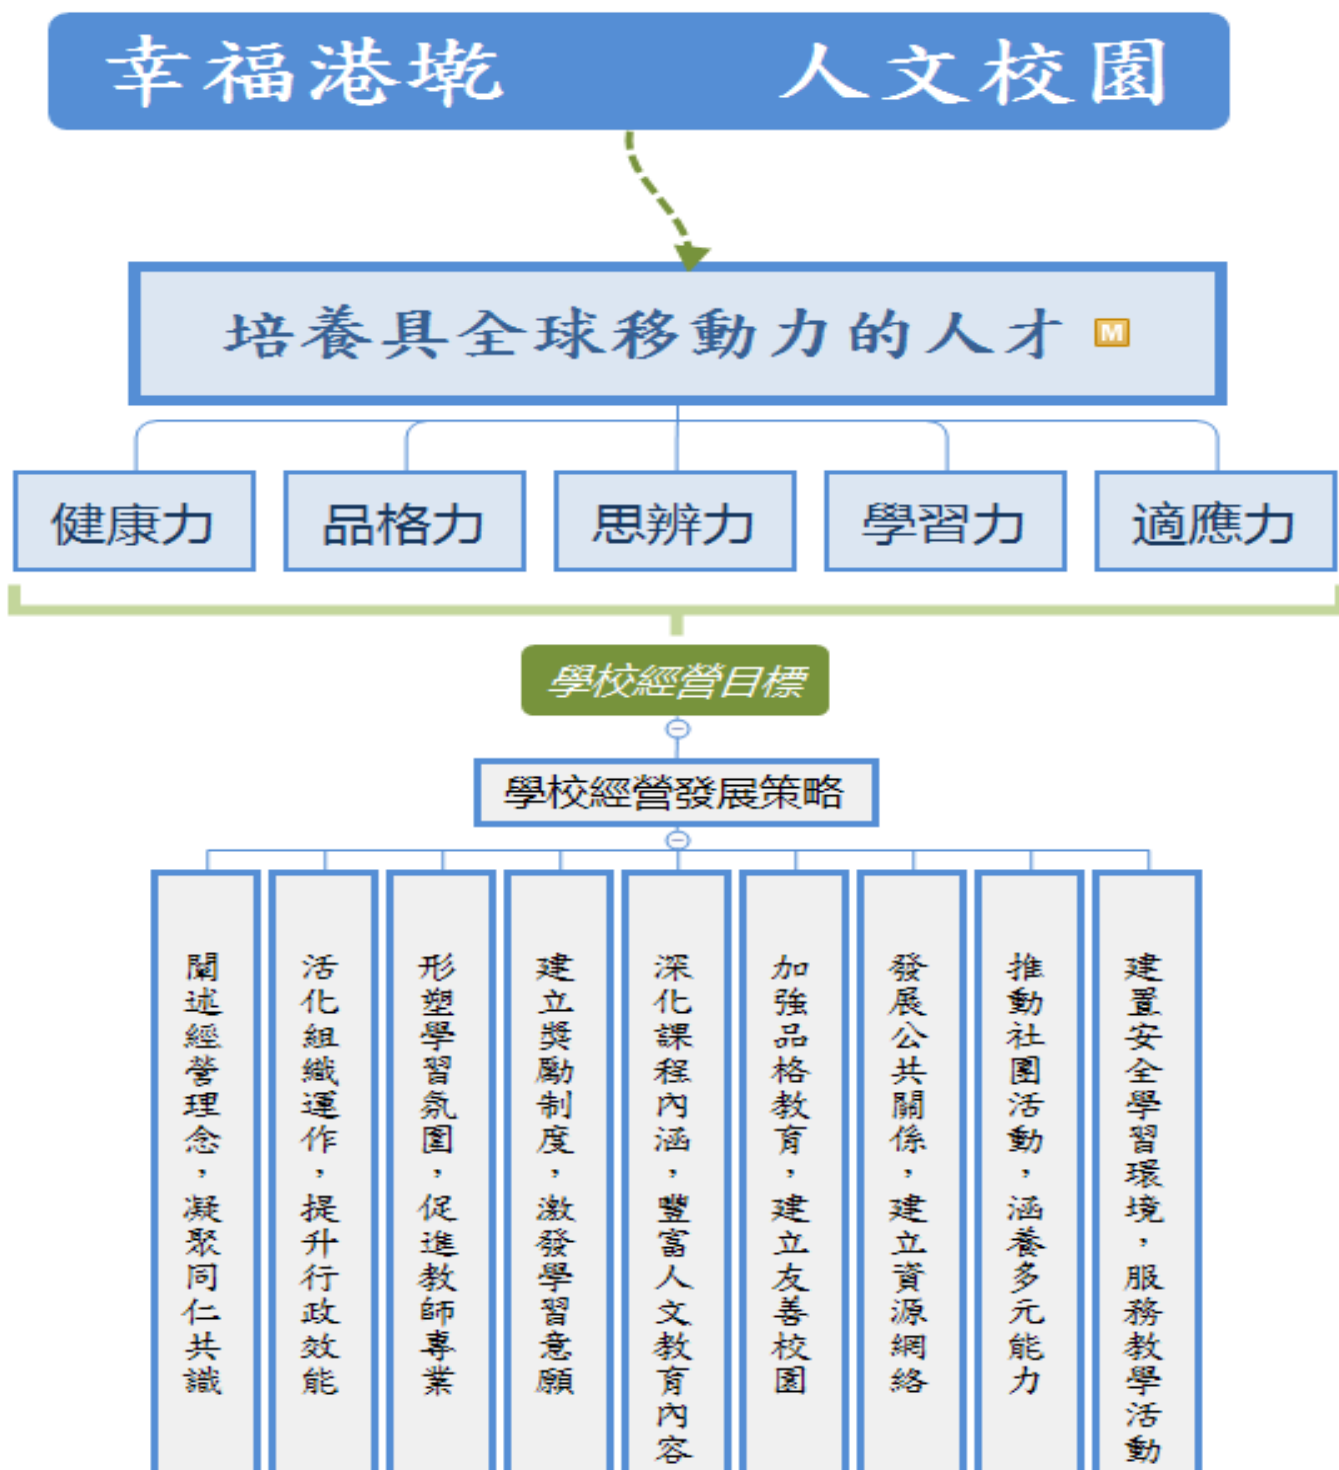 幸福港墘 人文校園
培養具全球移動力的人才 M
健康力
品格力
思辨力
學習力
適應力
學校經營目標
學校經營發展策略
闡述經營理念，凝聚同仁共識
活化組織運作，提升行政效能
形塑學習氛圍，促進教師專業
建立獎勵制度，激發學習意願
深化課程內涵，豐富人文教育內容
加強品格教育，建立友善校園
發展公共關係，建立資源網絡
推動社團活動，涵養多元能力
建置安全學習環境，服務教學活動